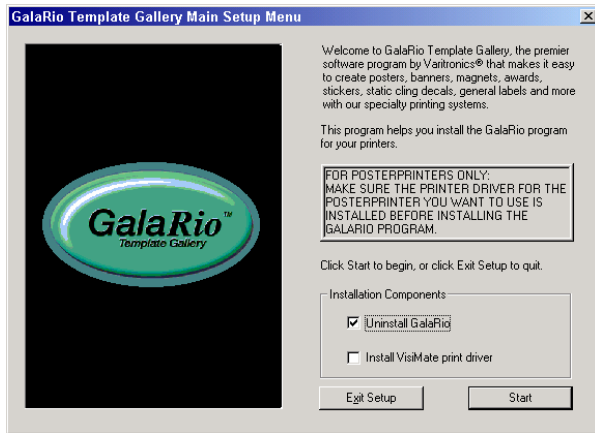 GalaRio Template Gallery Main Setup Menu
Welcome to GalaRio Template Gallery, the premier
software program by Varitronics® that makes it easy
to create posters, banners, magnets, awards,
stickers, static cling decals, general labels and more
with our specialty printing systems.
This program helps you install the GalaRio program
for your printers.
FOR POSTERPRINTERS ONLY:
MAKE SURE THE PRINTER DRIVER FOR THE
POSTERPRINTER YOU WANT TO USE IS
INSTALLED BEFORE INSTALLING THE
GALARIO PROGRAM.
GalaRio™
Template Gallery
Click Start to begin, or click Exit Setup to quit.
Installation Components
Uninstall GalaRio
Install VisiMate print driver
Exit Setup
Start